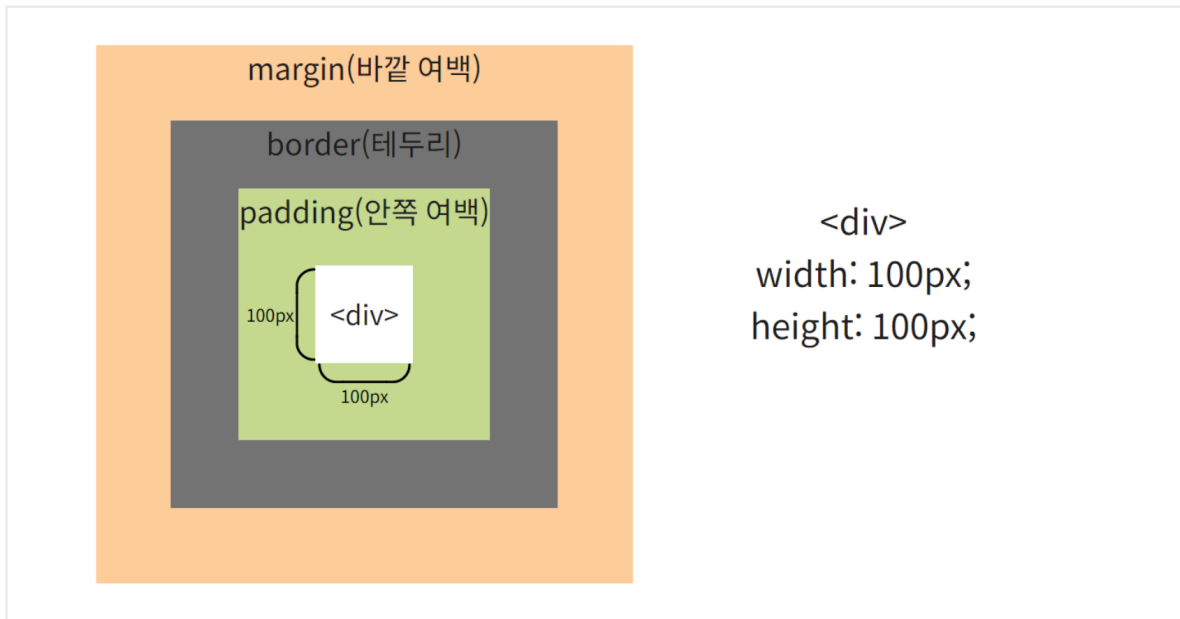 margin(바깥 여백)
border(테두리)
padding(안쪽 여백)
100px
<div>
100px
<div>
width: 100px;
height: 100px;